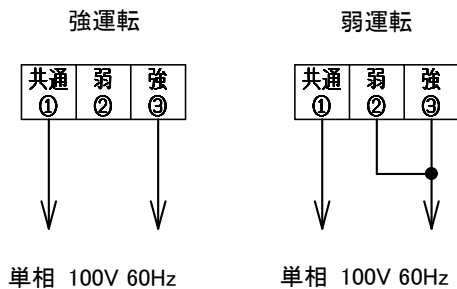 強運転
弱運転
共通 弱 強
① ② ③
共通 弱 強
① ② ③
単相 100V 60Hz
単相 100V 60Hz